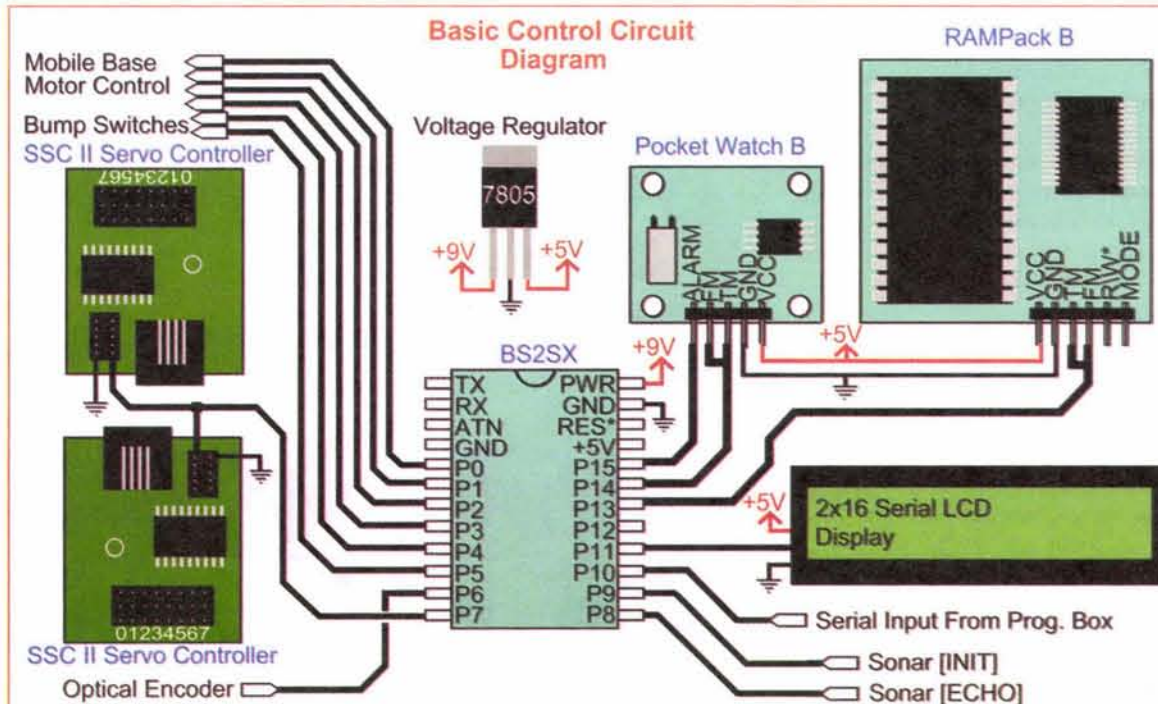 Basic Control Circuit
Diagram
RAMPack B
Mobile Base
Motor Control
Bump Switches
SSC II Servo Controller
01234567
Voltage Regulator
7805
+9V
+5V
Pocket Watch B
ALARM
FM
TM
GND
VCC
VCC
GND
TM
FM
R/W*
MODE
+5V
+9V
BS2SX
TX
RX
ATN
GND
P0
P1
P2
P3
P4
P5
P6
P7
PWR
GND
RES*
+5V
P15
P14
P13
P12
P11
P10
P9
P8
+5V
2x16 Serial LCD
Display
01234567
SSC II Servo Controller
Optical Encoder
Serial Input From Prog. Box
Sonar [INIT]
Sonar [ECHO]